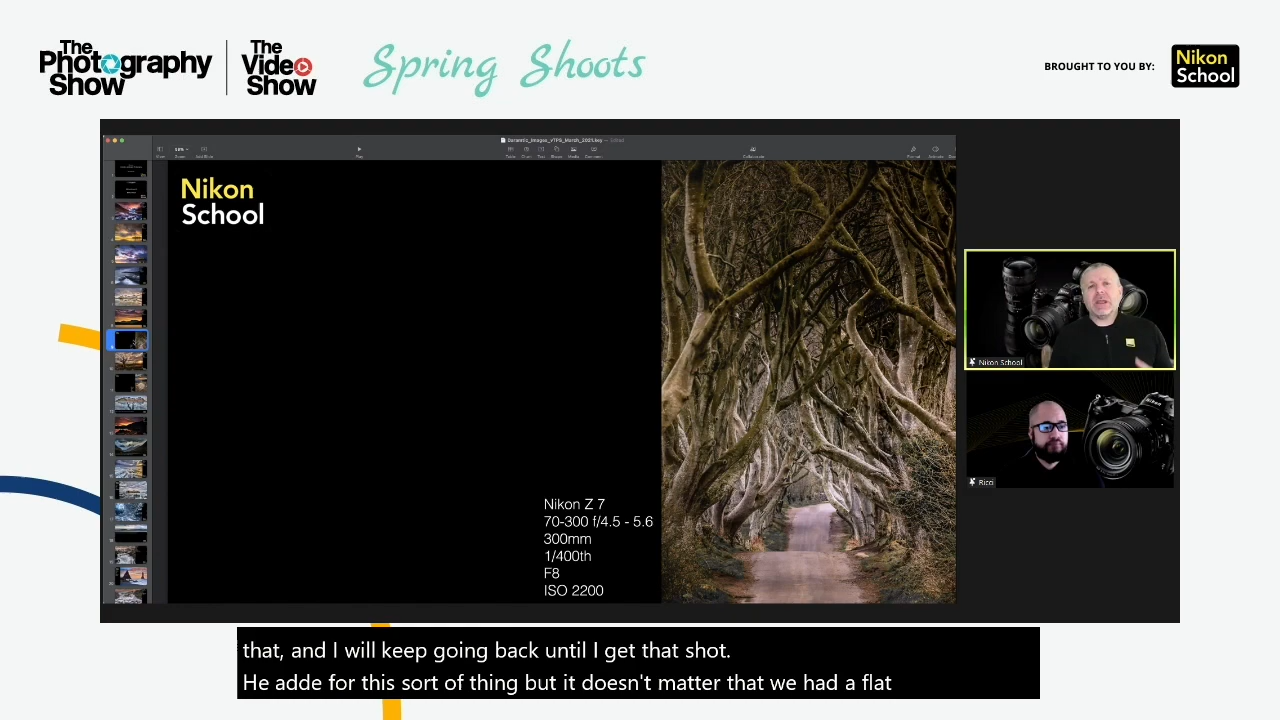 The Photography Show
The Video Show
Spring Shoots
BROUGHT TO YOU BY:
Nikon
School
Nikon
School
Nikon Z 7
70-300 f/4.5 - 5.6
300mm
1/400th
F8
ISO 2200
Nikon School
Ricci
that, and I will keep going back until I get that shot.
He adde for this sort of thing but it doesn't matter that we had a flat